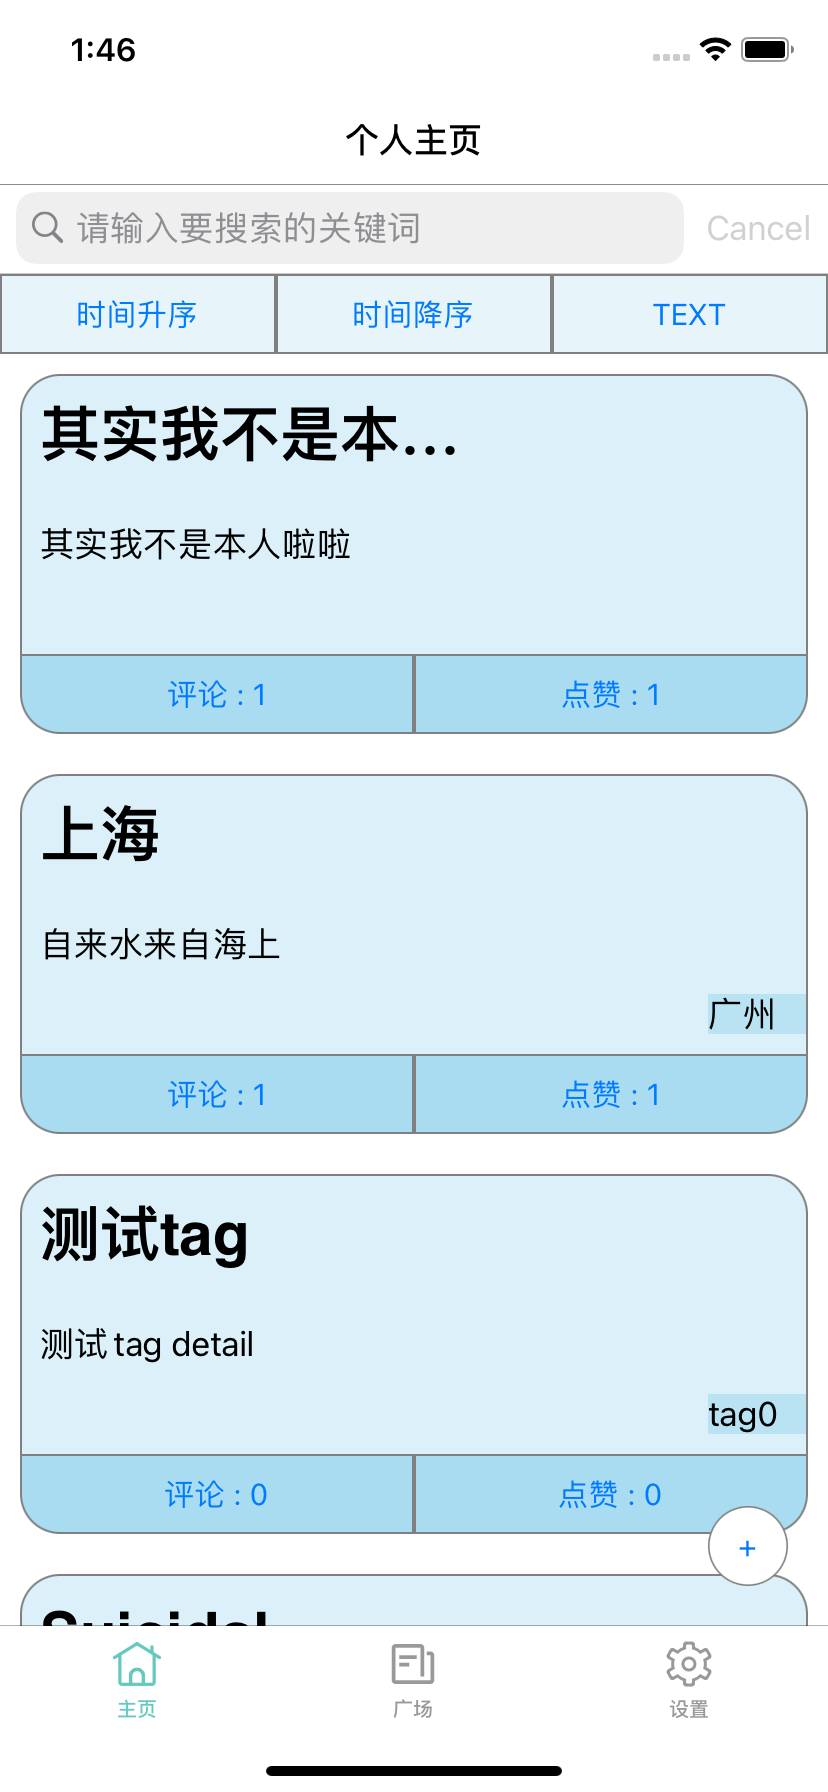 1:46
个人主页
请输入要搜索的关键词 Cancel
时间升序 时间降序 TEXT
其实我不是本...
其实我不是本人啦啦
评论 : 1 点赞 : 1
上海
自来水来自海上
广州
评论 : 1 点赞 : 1
测试tag
测试 tag detail
tag0
评论 : 0 点赞 : 0
+
主页 广场 设置